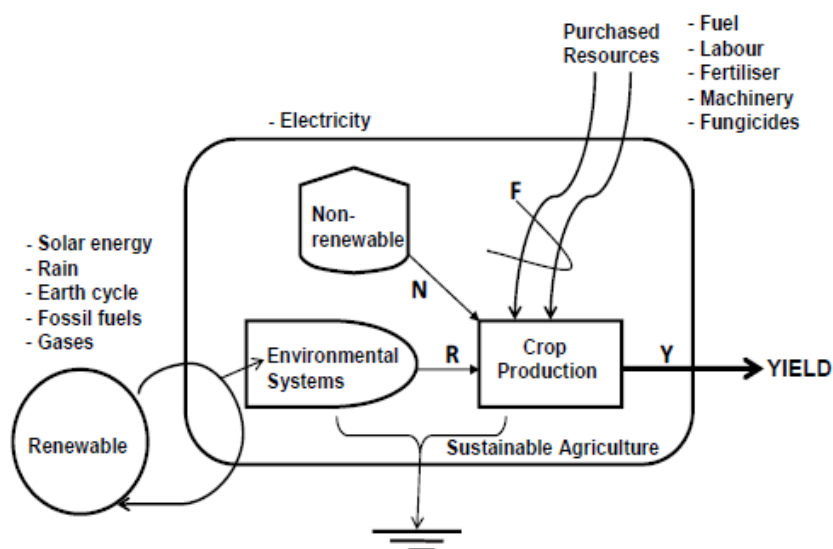 Purchased
Resources
- Fuel
- Labour
- Fertiliser
- Machinery
- Fungicides
- Electricity
Non-
renewable
F
- Solar energy
- Rain
- Earth cycle
- Fossil fuels
- Gases
N
Environmental
Systems
R
Crop
Production
Y
YIELD
Renewable
Sustainable Agriculture